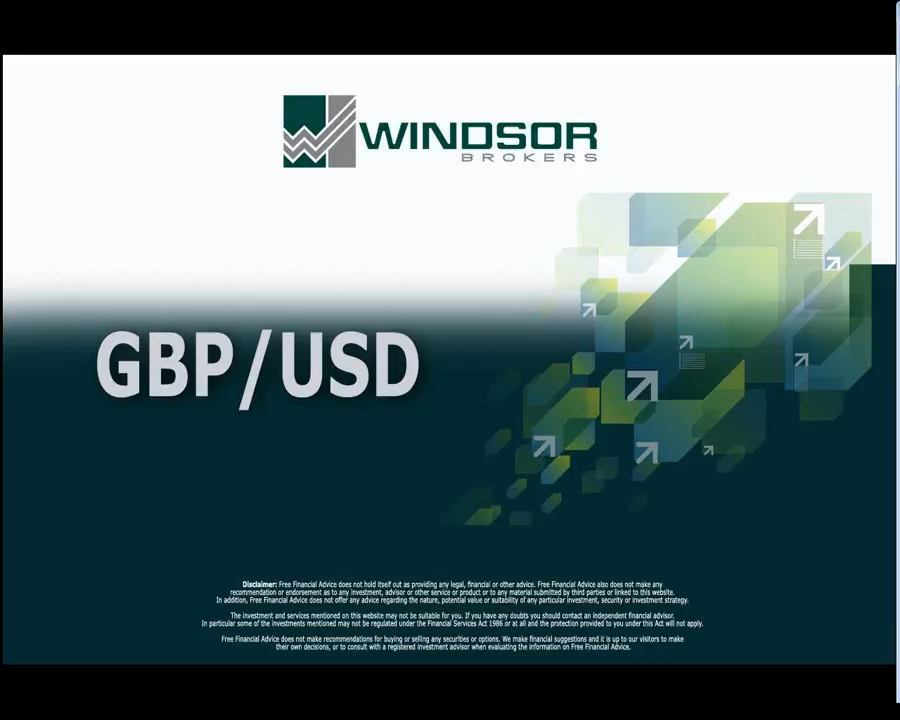 WINDSOR
BROKERS
GBP/USD
Disclaimer: Free Financial Advice does not hold itself out as providing any legal, financial or other advice. Free Financial Advice also does not make any
recommendation or endorsement as to any investment, advisor or other service or product or to any material submitted by third parties or linked to this website.
In addition, Free Financial Advice does not offer any advice regarding the nature, potential value or suitability of any particular investment, security or investment strategy.
The investment and services mentioned on this website may not be suitable for you. If you have any doubts you should contact an independent financial advisor.
In particular some of the investments mentioned may not be regulated under the Financial Services Act 1986 or at all and the protection provided to you under this Act will not apply.
Free Financial Advice does not make recommendations for buying or selling any securities or options. We make financial suggestions and it is up to our visitors to make
their own decisions, or to consult with a registered investment advisor when evaluating the information on Free Financial Advice.